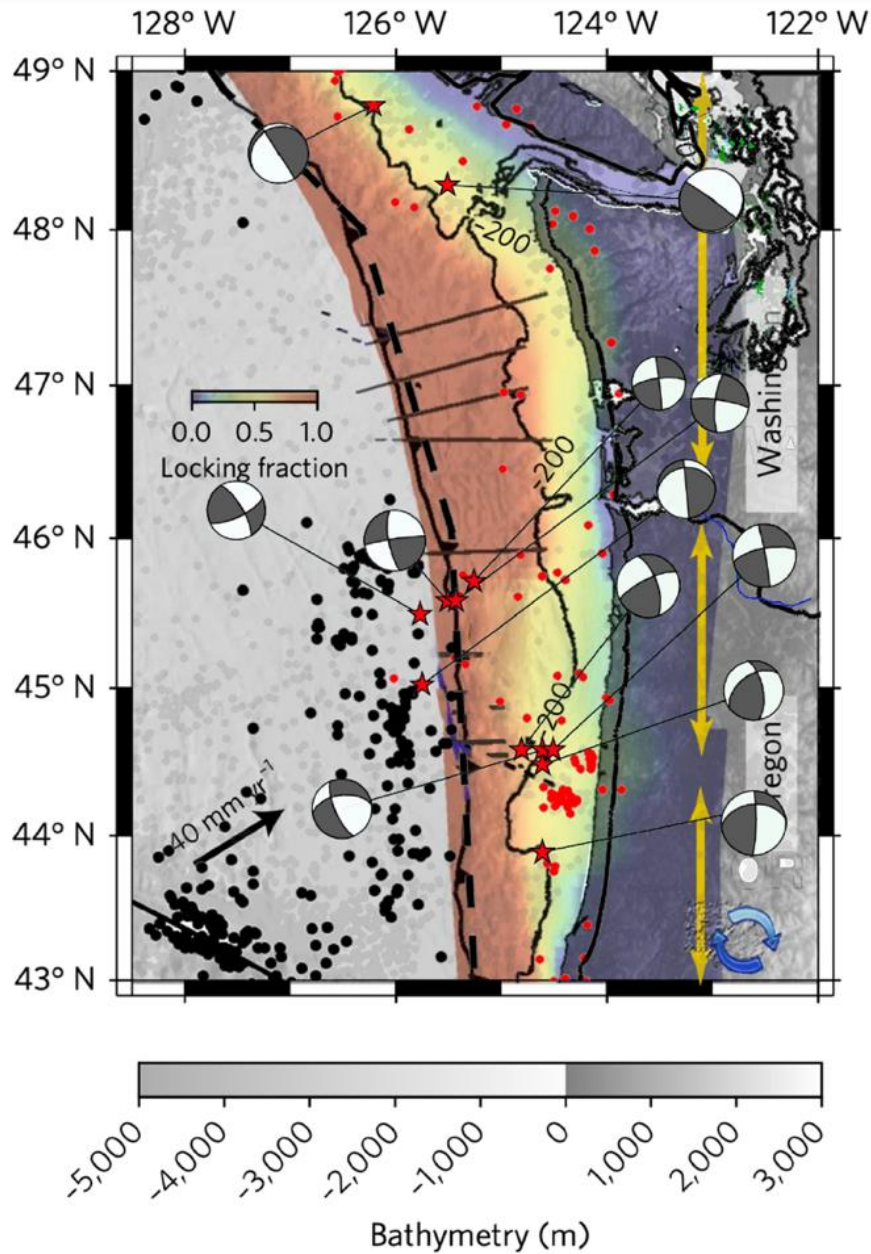 128° W 126° W 124° W 122° W
49° N
48° N
-200
47° N
0.0 0.5 1.0
Locking fraction
Washington
-200
46° N
45° N
-200
regon
40 mm yr⁻¹
44° N
43° N
-5,000 -4,000 -3,000 -2,000 -1,000 0 1,000 2,000 3,000
Bathymetry (m)